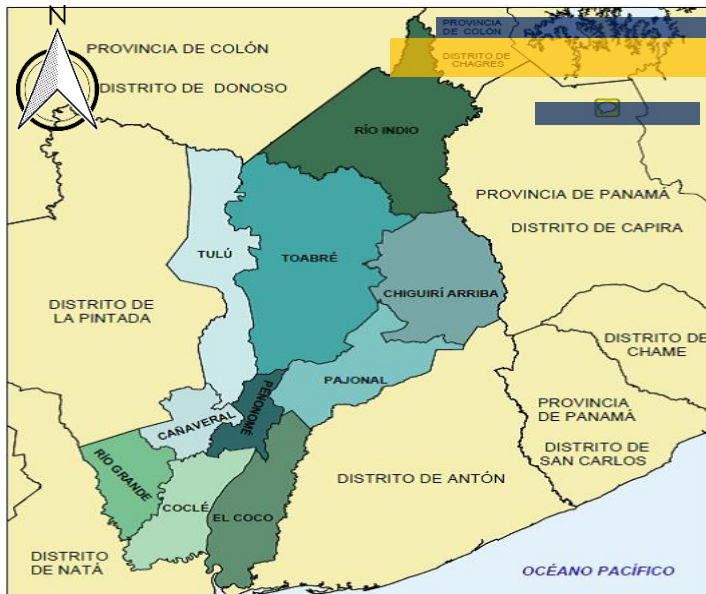 N
PROVINCIA DE COLÓN
DISTRITO DE DONOSO
PROVINCIA
DE COLÓN
DISTRITO DE
CHAGRES
RÍO INDIO
PROVINCIA DE PANAMÁ
DISTRITO DE CAPIRA
TULÚ
TOABRÉ
CHIGUIRÍ ARRIBA
DISTRITO DE
LA PINTADA
DISTRITO DE
CHAME
PAJONAL
PENONOMÉ
CAÑAVERAL
PROVINCIA
DE PANAMÁ
DISTRITO DE
SAN CARLOS
RÍO GRANDE
DISTRITO DE ANTÓN
COCLÉ
EL COCO
DISTRITO
DE NATÁ
OCÉANO PACÍFICO